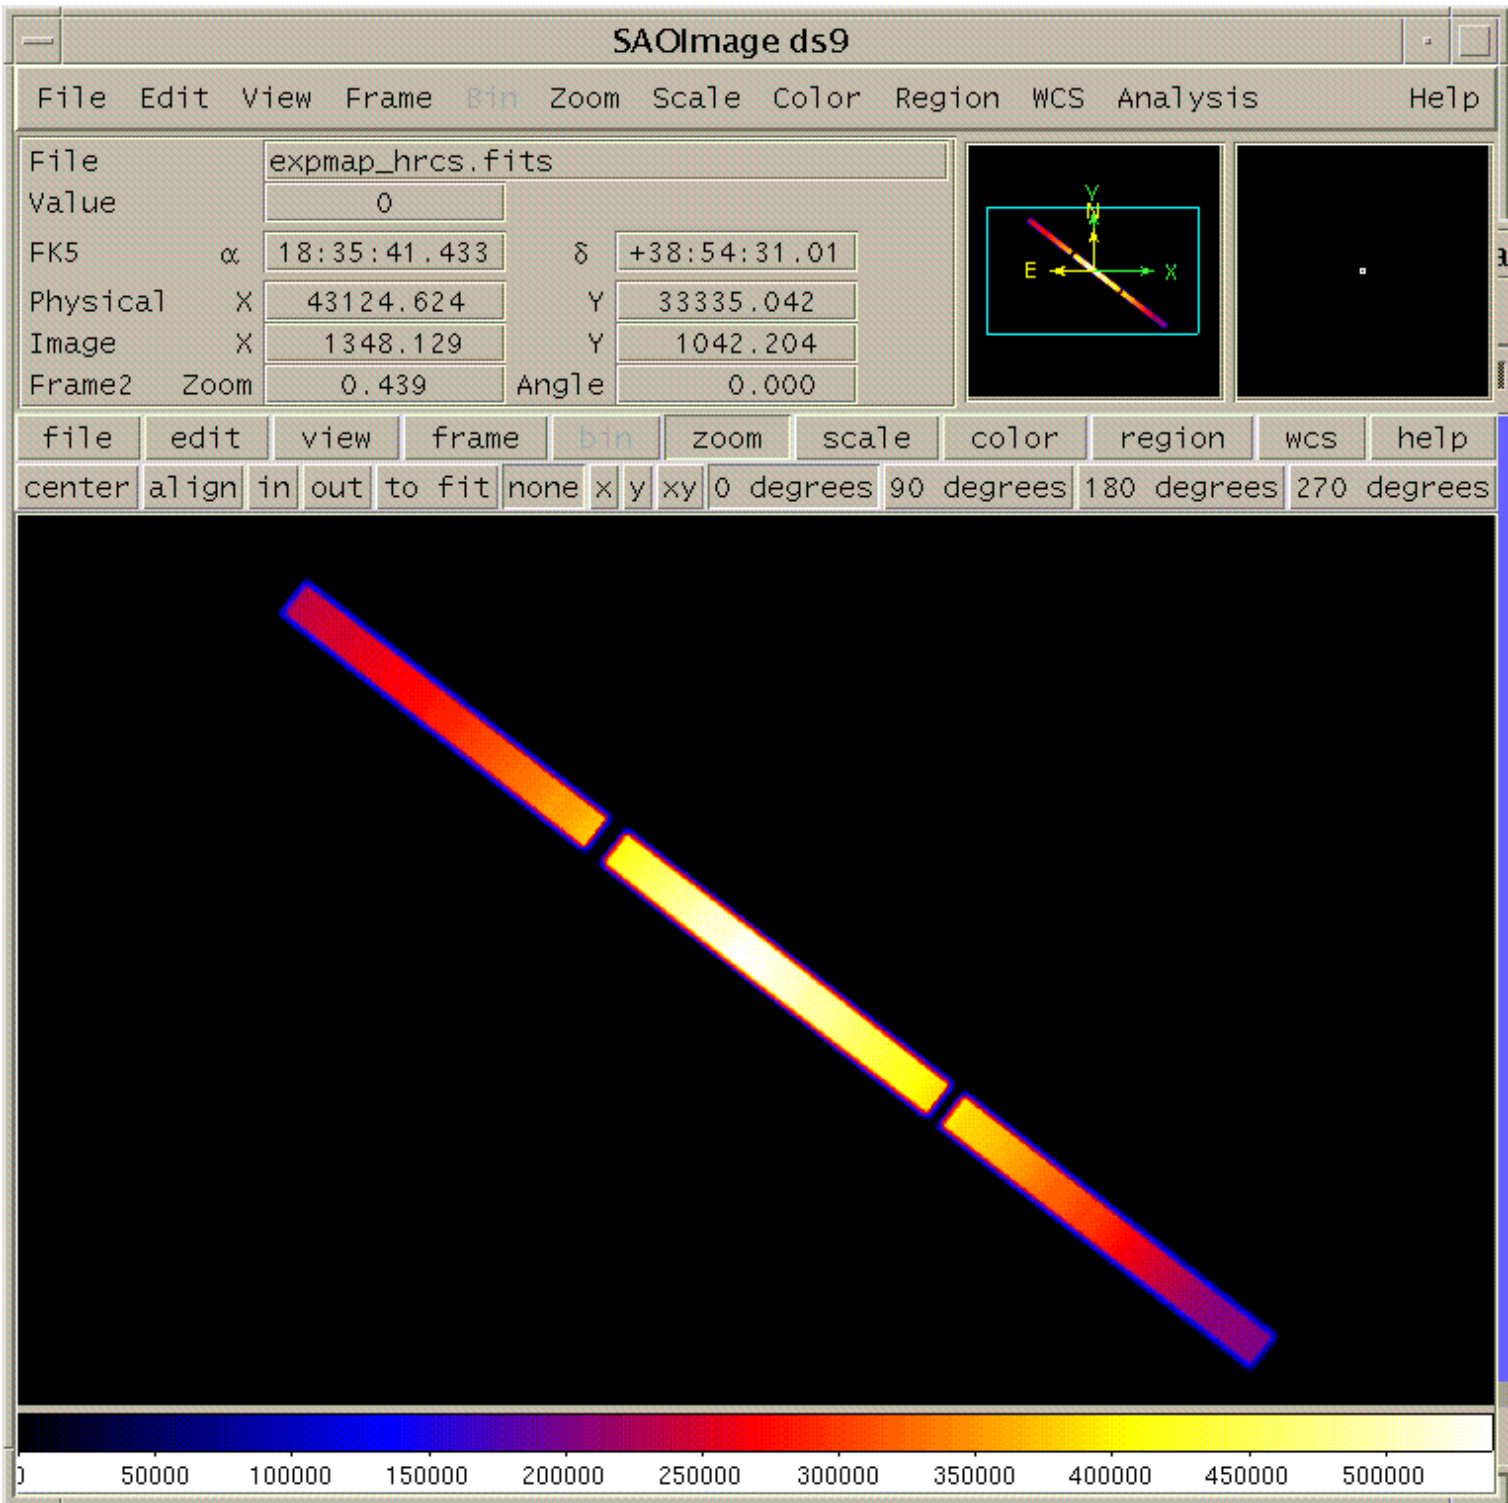 SAOImage ds9
File Edit View Frame Bin Zoom Scale Color Region WCS Analysis Help
File expmap_hrcs.fits
Value 0
FK5 α 18:35:41.433 δ +38:54:31.01
Physical X 43124.624 Y 33335.042
Image X 1348.129 Y 1042.204
Frame2 Zoom 0.439 Angle 0.000
Y
N
E X
file edit view frame bin zoom scale color region wcs help
center align in out to fit none x y xy 0 degrees 90 degrees 180 degrees 270 degrees
0 50000 100000 150000 200000 250000 300000 350000 400000 450000 500000